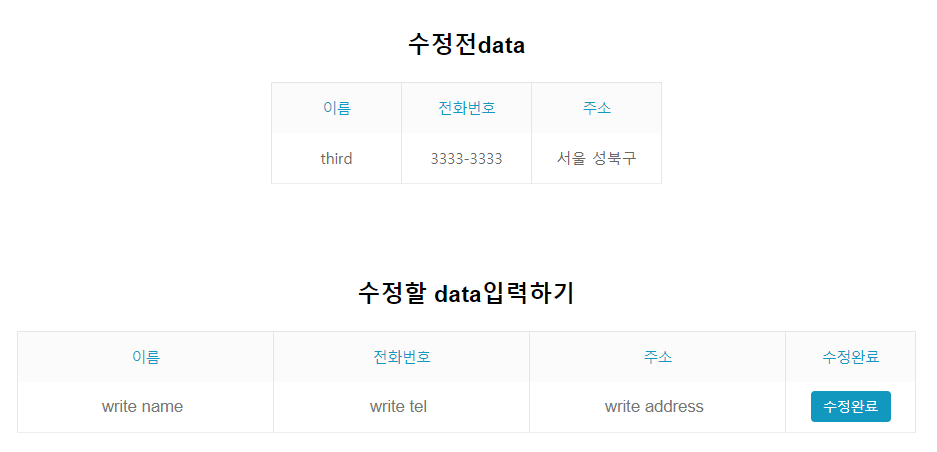 수정전data
이름 전화번호 주소
third 3333-3333 서울 성북구
수정할 data입력하기
이름 전화번호 주소 수정완료
write name write tel write address 수정완료